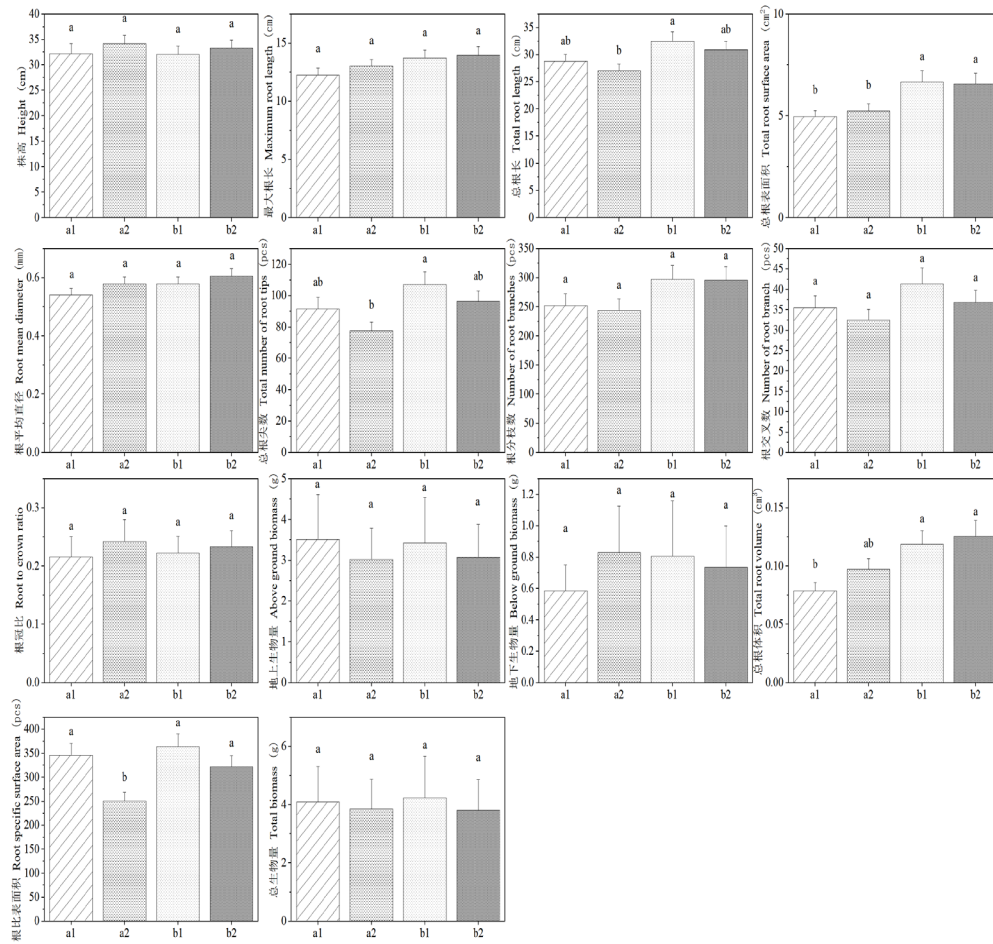 株高 Height (cm)
40
35
30
25
20
15
10
5
0
a
a
a
a
a1
a2
b1
b2
最大根长 Maximum root length (cm)
15
10
5
0
a
a
a
a
a1
a2
b1
b2
总根长 Total root length (cm)
35
30
25
20
15
10
5
0
ab
b
a
ab
a1
a2
b1
b2
总根表面积 Total root surface area (cm²)
10
5
0
b
b
a
a
a1
a2
b1
b2
根平均直径 Root mean diameter (mm)
0.6
0.4
0.2
0.0
a
a
a
a
a1
a2
b1
b2
总根尖数 Total number of root tips (pcs)
120
100
80
60
40
20
0
ab
b
a
ab
a1
a2
b1
b2
根分枝数 Number of root branches (pcs)
350
300
250
200
150
100
50
0
a
a
a
a
a1
a2
b1
b2
根交叉数 Number of root branch (pcs)
50
45
40
35
30
25
20
15
10
5
0
a
a
a
a
a1
a2
b1
b2
根冠比 Root to crown ratio
0.3
0.2
0.1
0.0
a
a
a
a
a1
a2
b1
b2
地上生物量 Above ground biomass (g)
5
4
3
2
1
0
a
a
a
a
a1
a2
b1
b2
地下生物量 Below ground biomass (g)
1.2
1.0
0.8
0.6
0.4
0.2
0.0
a
a
a
a
a1
a2
b1
b2
总根体积 Total root volume (cm³)
0.15
0.10
0.05
0.00
b
ab
a
a
a1
a2
b1
b2
根比表面积 Root specific surface area (pcs)
400
350
300
250
200
150
100
50
0
a
b
a
a
a1
a2
b1
b2
总生物量 Total biomass (g)
6
4
2
0
a
a
a
a
a1
a2
b1
b2